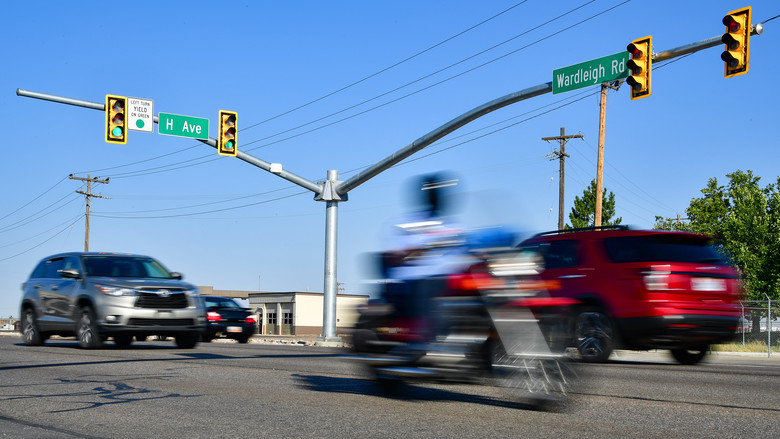 LEFT TURN
YIELD
ON GREEN
H Ave
Wardleigh Rd